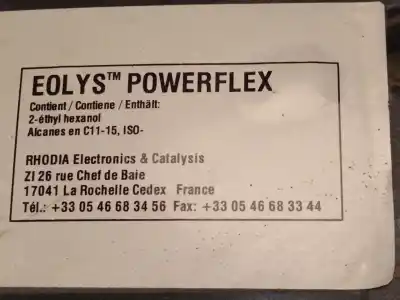 EOLYS™ POWERFLEX
Contient / Contiene / Enthält:
2-éthyl hexanol
Alcanes en C11-15, ISO-
RHODIA Electronics & Catalysis
ZI 26 rue Chef de Baie
17041 La Rochelle Cedex France
Tél.: +33 05 46 68 34 56 Fax: +33 05 46 68 33 44